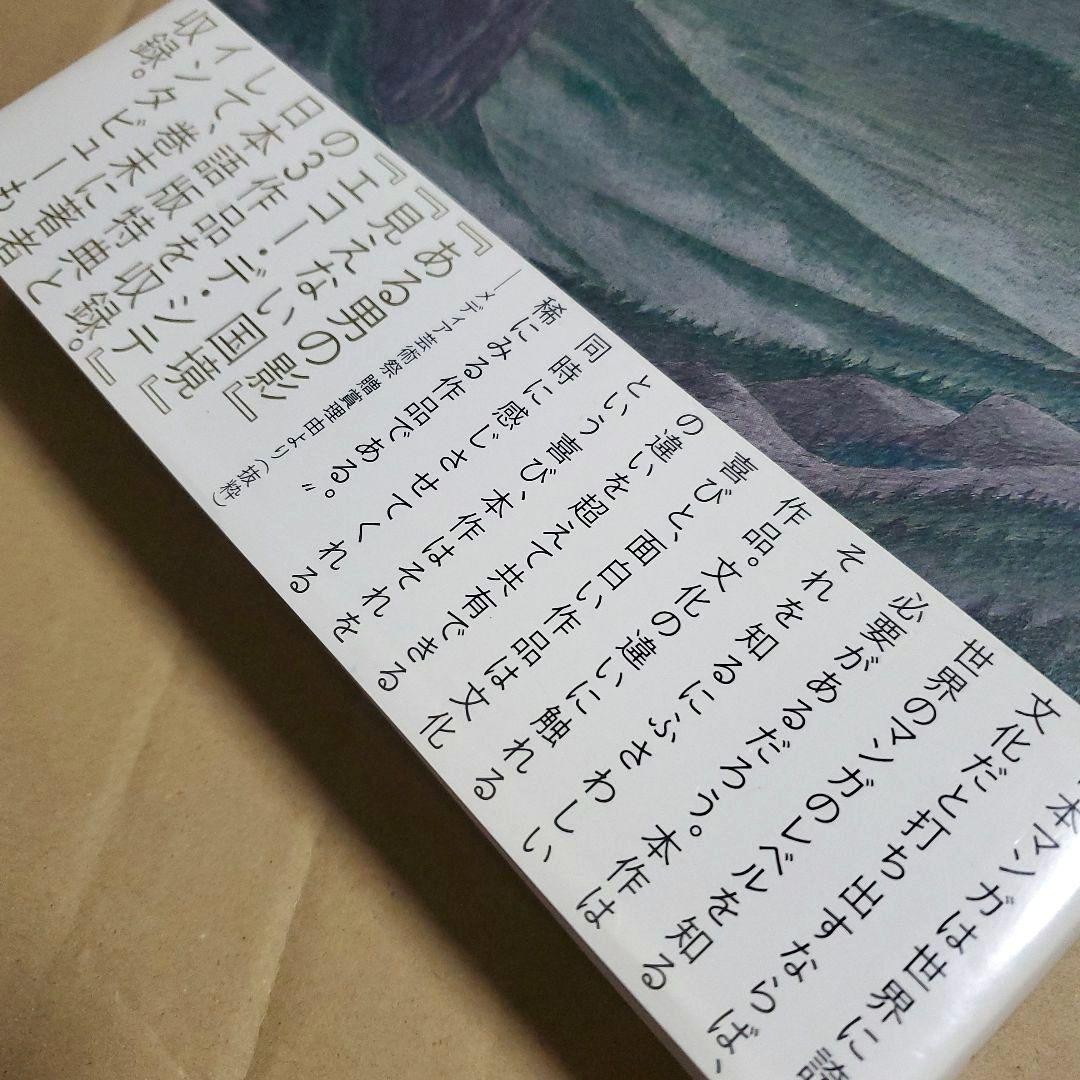 本マンガは世界に誇
文化だと打ち出すならば、
世界のマンガのレベルを知る
必要があるだろう。本作は
それを知るにふさわしい
作品。文化の違いに触れる
喜びと、面白い作品は文化
の違いを超えて共有できる
という喜び、本作はそれを
同時に感じさせてくれる
稀にみる作品である。”
―メディア芸術祭 贈賞理由より(抜粋)
『ある男の影』
『見えない国境』
『エコー・デ・シテ』
の3作品を収録。
日本語版特典と
して、巻末に著者
インタビューも
収録。